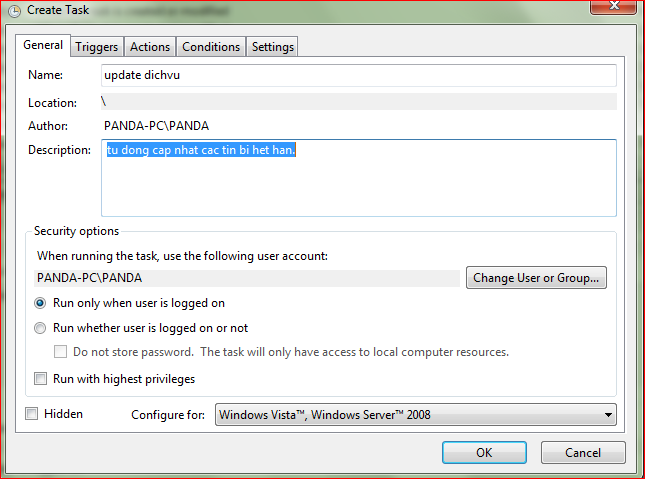 Create Task
General Triggers Actions Conditions Settings
Name: update dichvu
Location: \
Author: PANDA-PC\PANDA
Description: tu dong cap nhat cac tin bi het han.
Security options
When running the task, use the following user account:
PANDA-PC\PANDA Change User or Group...
Run only when user is logged on
Run whether user is logged on or not
Do not store password. The task will only have access to local computer resources.
Run with highest privileges
Hidden Configure for: Windows Vista™, Windows Server™ 2008
OK Cancel